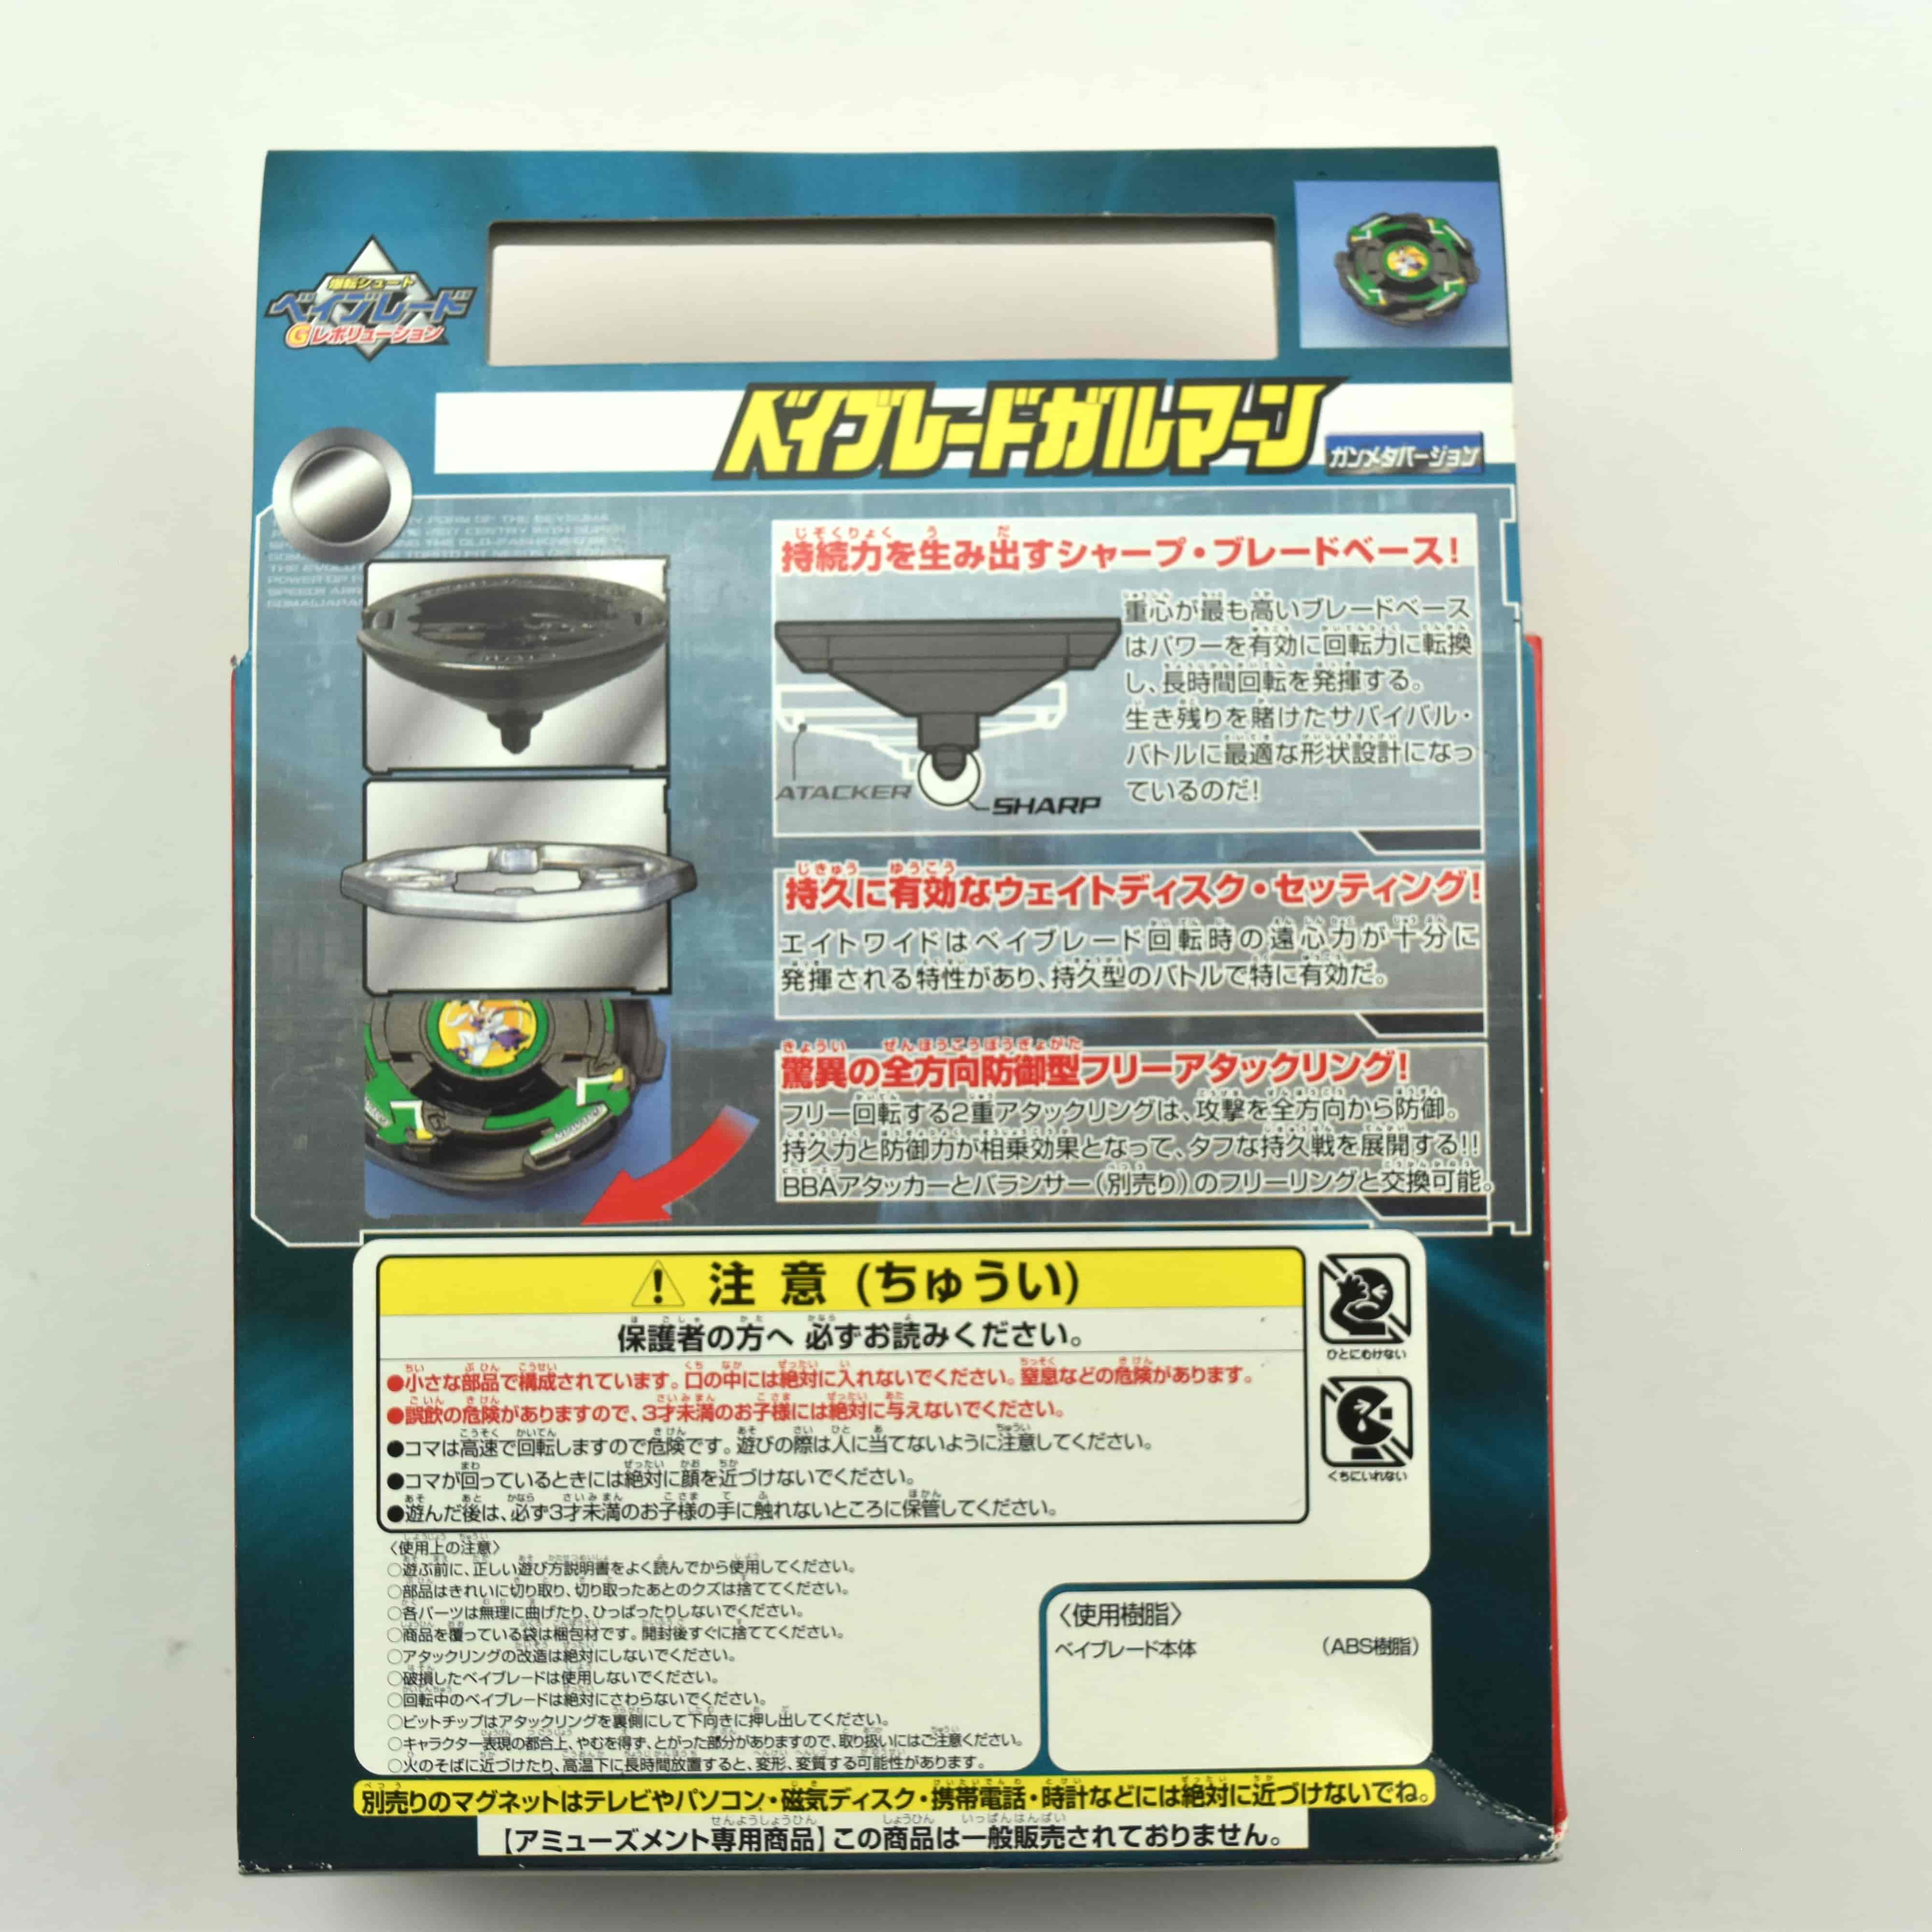 爆転シュート
ベイブレード
Gレボリューション
ベイブレードガルマーン
ガンメタバージョン
持続力を生み出すシャープ・ブレードベース!
重心が最も高いブレードベース
はパワーを有効に回転力に転換
し、長時間回転を発揮する。
生き残りを賭けたサバイバル・
バトルに最適な形状設計になっ
ているのだ!
ATACKER
SHARP
持久に有効なウェイトディスク・セッティング!
エイトワイドはベイブレード回転時の遠心力が十分に
発揮される特性があり、持久型のバトルで特に有効だ。
驚異の全方向防御型フリーアタックリング!
フリー回転する2重アタックリングは、攻撃を全方向から防御。
持久力と防御力が相乗効果となって、タフな持久戦を展開する!!
BBAアタッカーとバランサー(別売り)のフリーリングと交換可能。
注意(ちゅうい)
保護者の方へ 必ずお読みください。
●小さな部品で構成されています。口の中には絶対に入れないでください。窒息などの危険があります。
●誤飲の危険がありますので、3才未満のお子様には絶対に与えないでください。
●コマは高速で回転しますので危険です。遊びの際は人に当てないように注意してください。
●コマが回っているときには絶対に顔を近づけないでください。
●遊んだ後は、必ず3才未満のお子様の手に触れないところに保管してください。
ひとにむけない
くちにいれない
〈使用上の注意〉
○遊ぶ前に、正しい遊び方説明書をよく読んでから使用してください。
○部品はきれいに切り取り、切り取ったあとのクズは捨ててください。
○各パーツは無理に曲げたり、ひっぱったりしないでください。
○商品を覆っている袋は梱包材です。開封後すぐに捨ててください。
○アタックリングの改造は絶対にしないでください。
○破損したベイブレードは使用しないでください。
○回転中のベイブレードは絶対にさわらないでください。
○ビットチップはアタックリングを裏側にして下向きに押し出してください。
○キャラクター表現の都合上、やむを得ず、とがった部分がありますので、取り扱いにはご注意ください。
○火のそばに近づけたり、高温下に長時間放置すると、変形、変質する可能性があります。
〈使用樹脂〉
ベイブレード本体 (ABS樹脂)
別売りのマグネットはテレビやパソコン・磁気ディスク・携帯電話・時計などには絶対に近づけないでね。
【アミューズメント専用商品】この商品は一般販売されておりません。